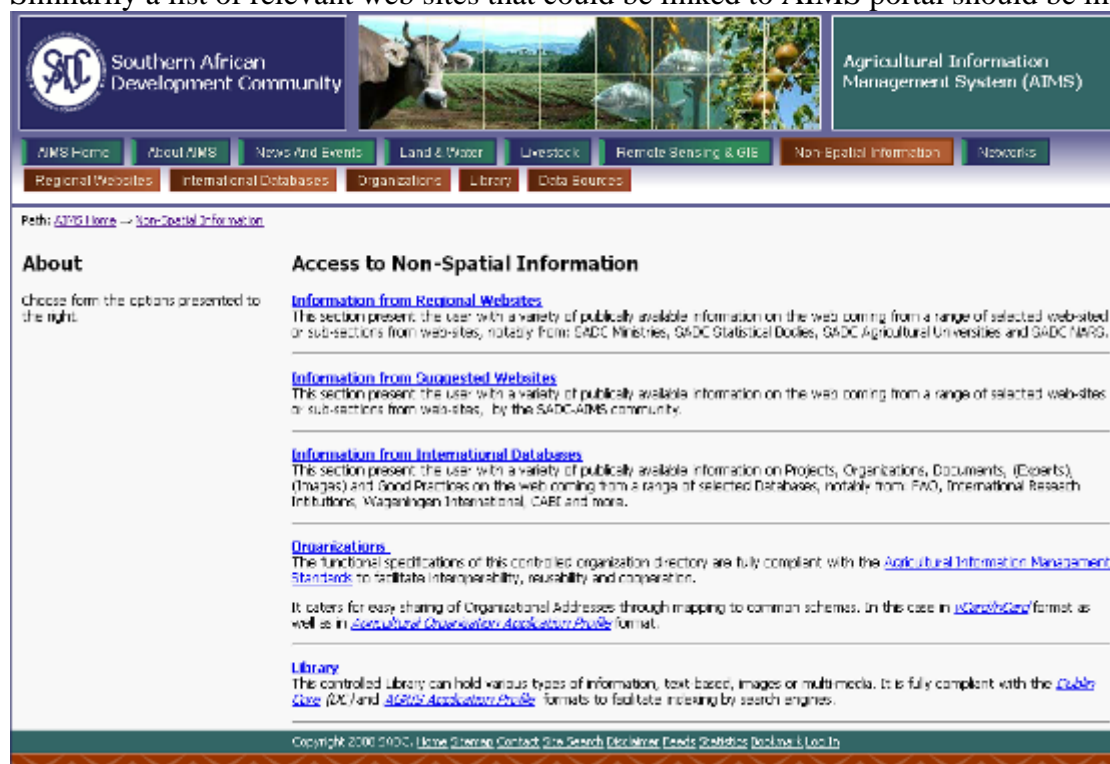 Similarily a list of relevant web sites that could be linked to AIMS portal should be
SADC
Southern African
Development Community
Agricultural Information
Management System (AIMS)
AIMS Home About AIMS News And Events Land & Water Livestock Remote Sensing & GIS Non-Spatial Information Networks
Regional Websites International Databases Organizations Library Data Sources
Path: AIMS Home → Non-Spatial Information
About
Access to Non-Spatial Information
Choose form the options presented to
the right.
Information from Regional Websites
This section present the user with a variety of publically available information on the web coming from a range of selected web-sited
or sub-sections from web-sites, notably from: SADC Ministries, SADC Statistical Bodies, SADC Agricultural Universities and SADC NARS.
Information from Suggested Websites
This section present the user with a variety of publically available information on the web coming from a range of selected web-sites
or sub-sections from web-sites, by the SADC-AIMS community.
Information from International Databases
This section present the user with a variety of publically available information on Projects, Organizations, Documents, (Experts),
(Images) and Good Practices on the web coming from a range of selected Databases, notably from: FAO, International Reseach
Intitutions, Wageningen International, CABI and more.
Organizations
The functional specifications of this controlled organization directory are fully compliant with the Agricultural Information Management
Standards to facilitate interoperability, reusability and cooperation.
It caters for easy sharing of Organizational Addresses through mapping to common schemas. In this case in vCard/hCard format as
well as in Agricultural Organization Application Profile format.
Library
This controlled Library can hold various types of information, text based, images or multi-media. It is fully compliant with the Dublin
Core (DC) and AGRIS Application Profile formats to facilitate indexing by search engines.
Copyright SADC. Home Sitemap Contact Site Search Disclaimer Feeds Statistics Bookmark Log In